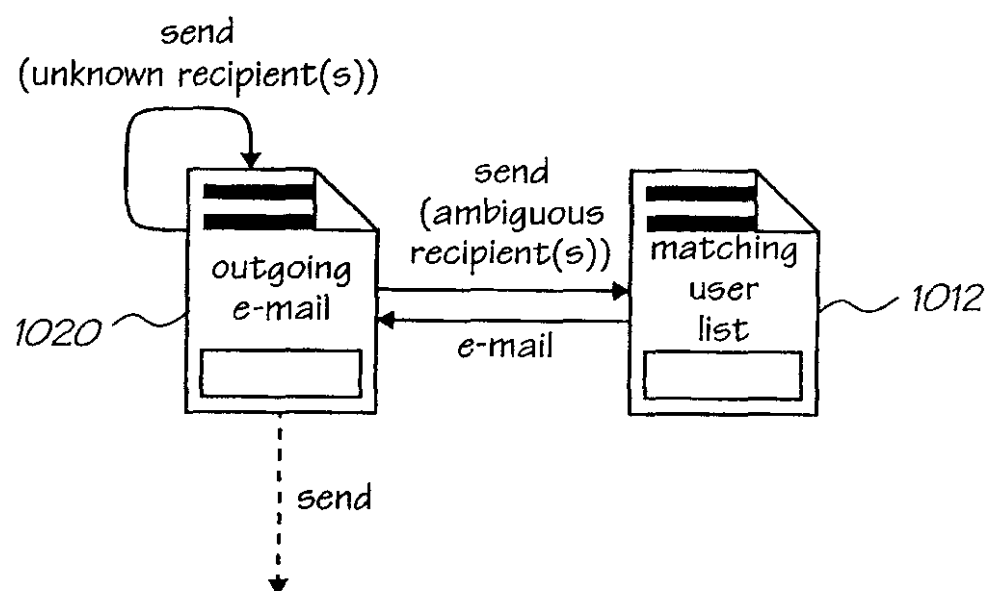 send
(unknown recipient(s))
send
(ambiguous
recipient(s))
outgoing
e-mail
matching
user
list
1020
1012
e-mail
send